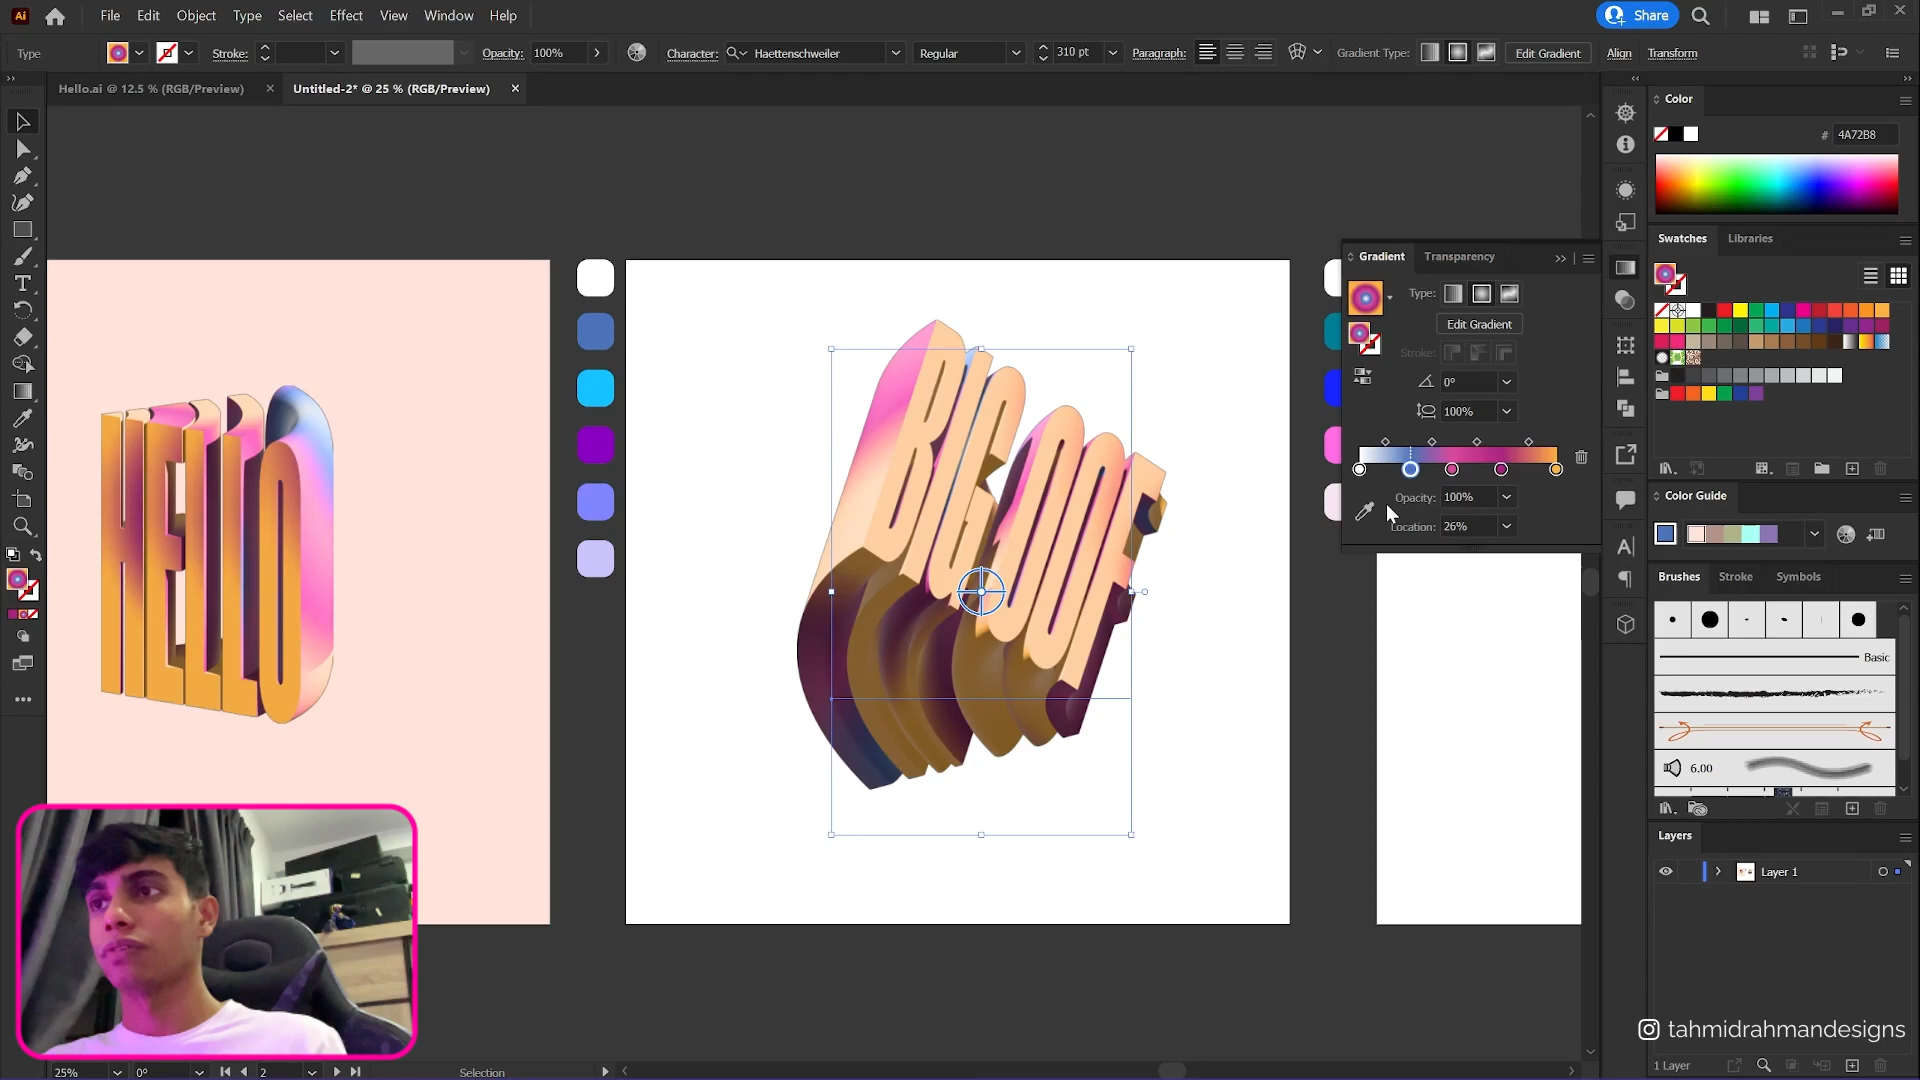 Ai File Edit Object Type Select Effect View Window Help Share
Type Stroke: Opacity: 100% Character: Haettenschweiler Regular 310 pt Paragraph: Gradient Type: Edit Gradient Align Transform
Hello.ai @ 12.5 % (RGB/Preview) Untitled-2* @ 25 % (RGB/Preview)
Color
# 4A72B8
Swatches Libraries
Gradient Transparency
Type:
Edit Gradient
Stroke:
0°
100%
Opacity: 100%
Location: 26%
HELLO
BIG
OOF
Color Guide
Brushes Stroke Symbols
Basic
6.00
Layers
Layer 1
tahmidrahmandesigns
1 Layer
25% 0° 2 Selection